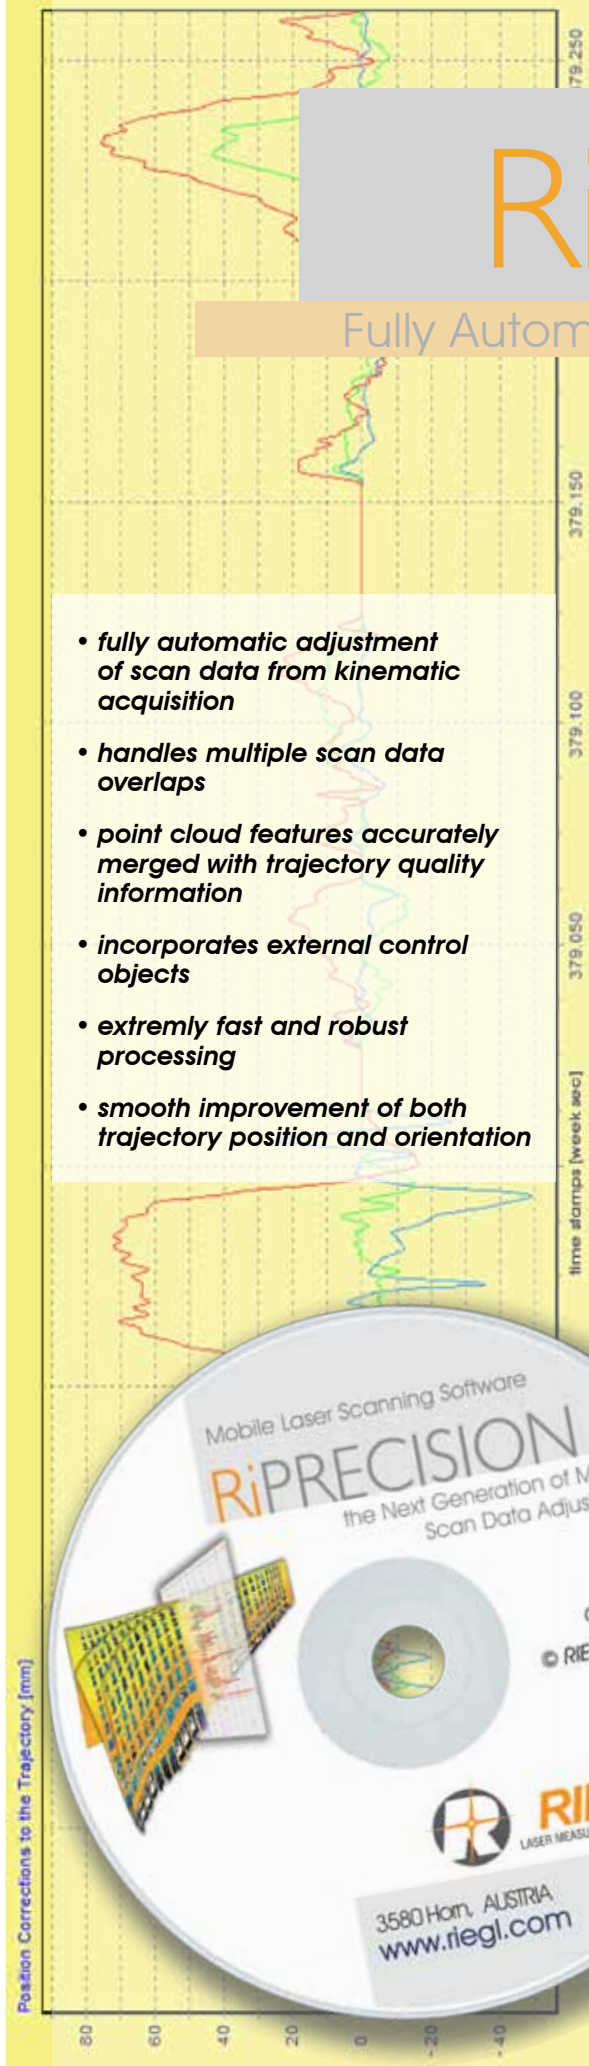 79.250
Ri
Fully Autom
379.150
• fully automatic adjustment
of scan data from kinematic
acquisition
• handles multiple scan data
overlaps
• point cloud features accurately
merged with trajectory quality
information
• incorporates external control
objects
• extremly fast and robust
processing
• smooth improvement of both
trajectory position and orientation
379.100
379.050
time stamps [week sec]
Mobile Laser Scanning Software
RiPRECISION
the Next Generation of M
Scan Data Adjus
© RIE
RIE
LASER MEASU
3580 Horn, AUSTRIA
www.riegl.com
Position Corrections to the Trajectory [mm]
80
60
40
20
0
-20
-40